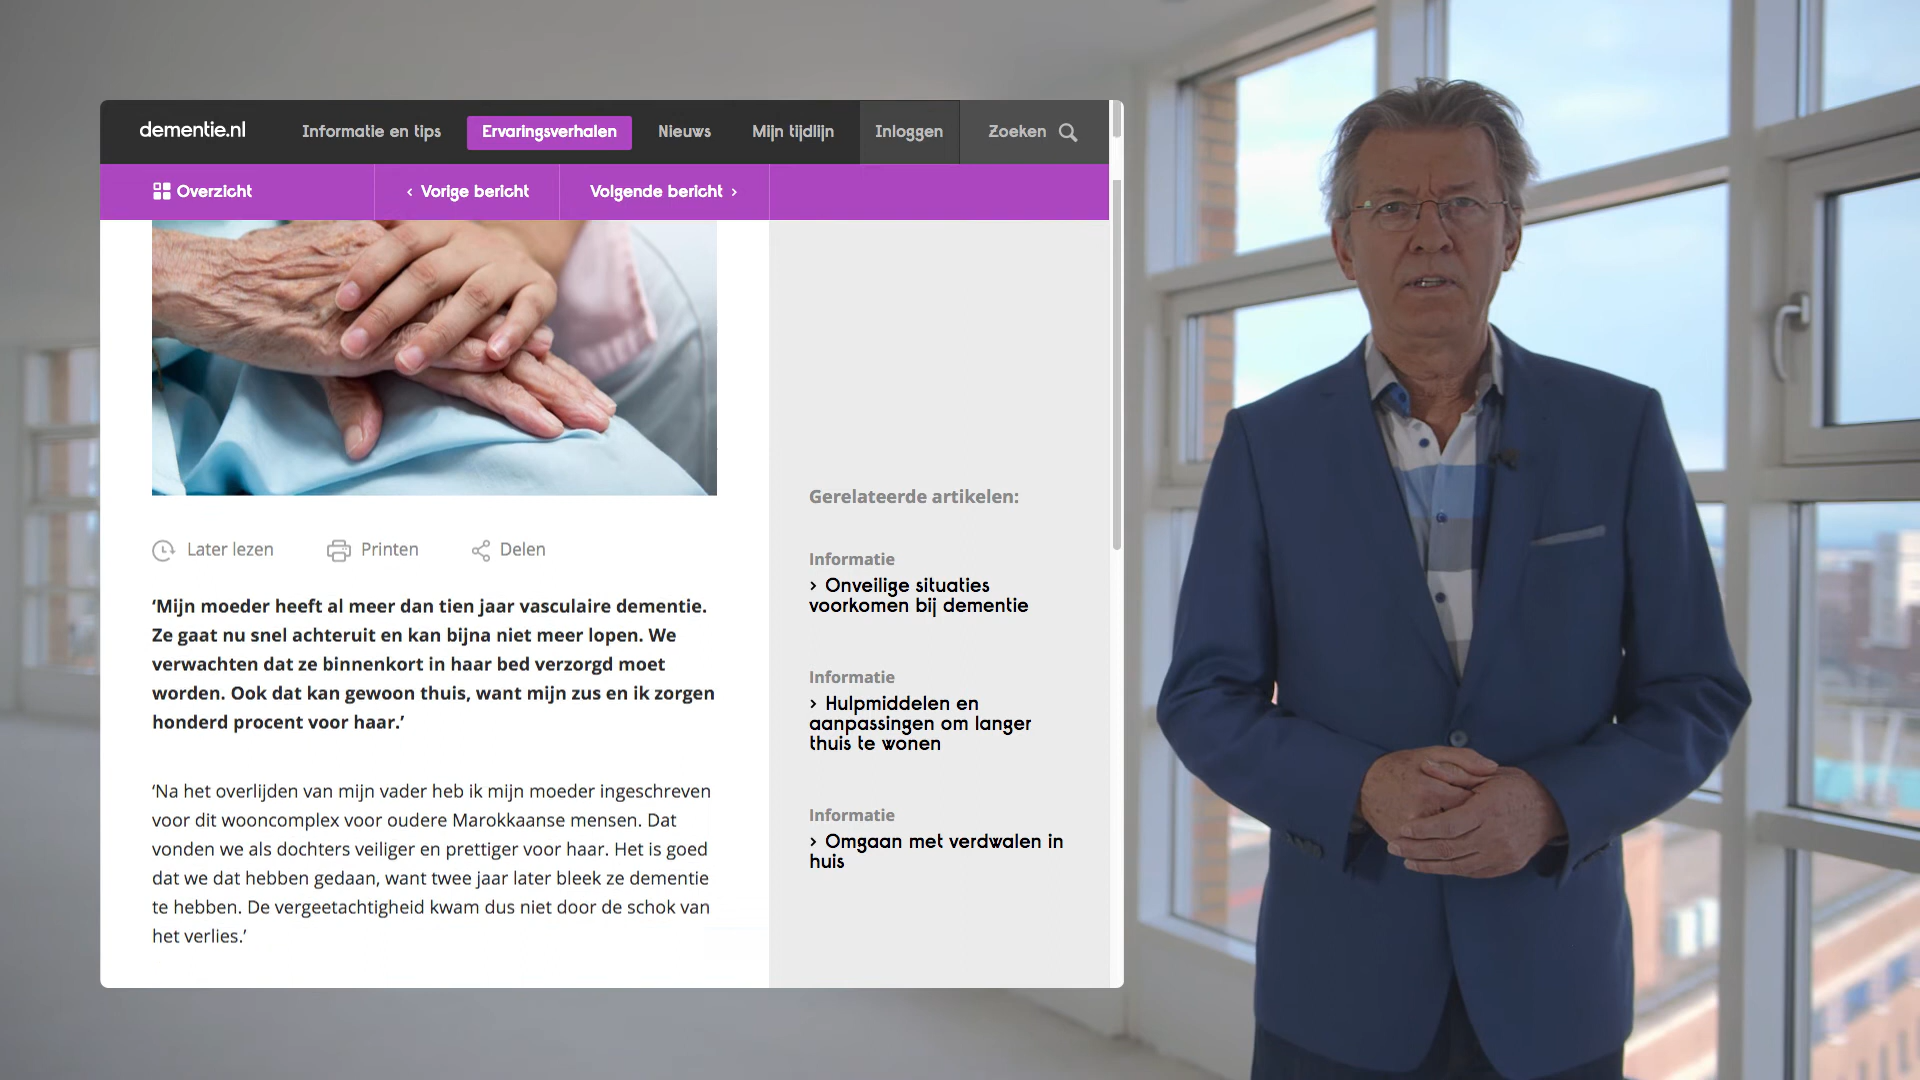 dementie.nl
Informatie en tips
Ervaringsverhalen
Nieuws
Mijn tijdlijn
Inloggen
Zoeken
Overzicht
‹ Vorige bericht
Volgende bericht ›
Later lezen
Printen
Delen
‘Mijn moeder heeft al meer dan tien jaar vasculaire dementie.
Ze gaat nu snel achteruit en kan bijna niet meer lopen. We
verwachten dat ze binnenkort in haar bed verzorgd moet
worden. Ook dat kan gewoon thuis, want mijn zus en ik zorgen
honderd procent voor haar.’
‘Na het overlijden van mijn vader heb ik mijn moeder ingeschreven
voor dit wooncomplex voor oudere Marokkaanse mensen. Dat
vonden we als dochters veiliger en prettiger voor haar. Het is goed
dat we dat hebben gedaan, want twee jaar later bleek ze dementie
te hebben. De vergeetachtigheid kwam dus niet door de schok van
het verlies.’
Gerelateerde artikelen:
Informatie
› Onveilige situaties
voorkomen bij dementie
Informatie
› Hulpmiddelen en
aanpassingen om langer
thuis te wonen
Informatie
› Omgaan met verdwalen in
huis